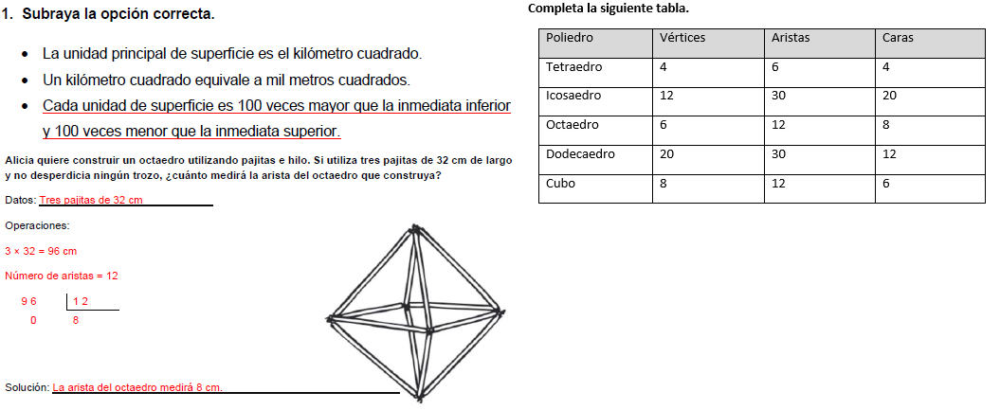 1. Subraya la opción correcta.
• La unidad principal de superficie es el kilómetro cuadrado.
• Un kilómetro cuadrado equivale a mil metros cuadrados.
• Cada unidad de superficie es 100 veces mayor que la inmediata inferior
y 100 veces menor que la inmediata superior.
Alicia quiere construir un octaedro utilizando pajitas e hilo. Si utiliza tres pajitas de 32 cm de largo
y no desperdicia ningún trozo, ¿cuánto medirá la arista del octaedro que construya?
Datos: Tres pajitas de 32 cm
Operaciones:
3 × 32 = 96 cm
Número de aristas = 12
9 6 1 2
0 8
Solución: La arista del octaedro medirá 8 cm.
Completa la siguiente tabla.
Poliedro Vértices Aristas Caras
Tetraedro 4 6 4
Icosaedro 12 30 20
Octaedro 6 12 8
Dodecaedro 20 30 12
Cubo 8 12 6